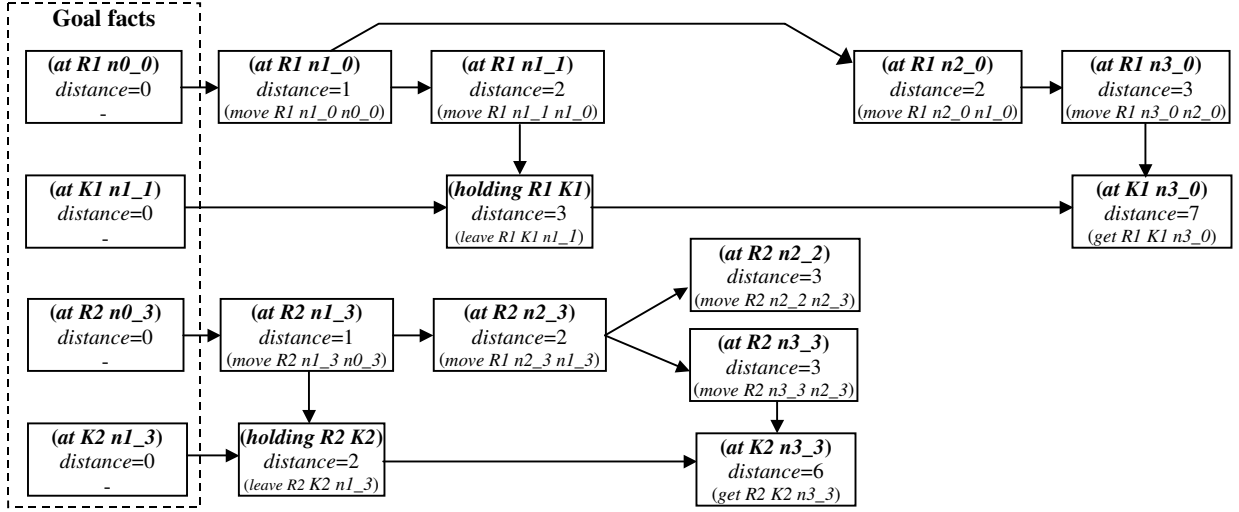 Goal facts
(at R1 n0_0)
distance=0
-
(at R1 n1_0)
distance=1
(move R1 n1_0 n0_0)
(at R1 n1_1)
distance=2
(move R1 n1_1 n1_0)
(at R1 n2_0)
distance=2
(move R1 n2_0 n1_0)
(at R1 n3_0)
distance=3
(move R1 n3_0 n2_0)
(at K1 n1_1)
distance=0
-
(holding R1 K1)
distance=3
(leave R1 K1 n1_1)
(at K1 n3_0)
distance=7
(get R1 K1 n3_0)
(at R2 n2_2)
distance=3
(move R2 n2_2 n2_3)
(at R2 n0_3)
distance=0
-
(at R2 n1_3)
distance=1
(move R2 n1_3 n0_3)
(at R2 n2_3)
distance=2
(move R1 n2_3 n1_3)
(at R2 n3_3)
distance=3
(move R2 n3_3 n2_3)
(at K2 n1_3)
distance=0
-
(holding R2 K2)
distance=2
(leave R2 K2 n1_3)
(at K2 n3_3)
distance=6
(get R2 K2 n3_3)